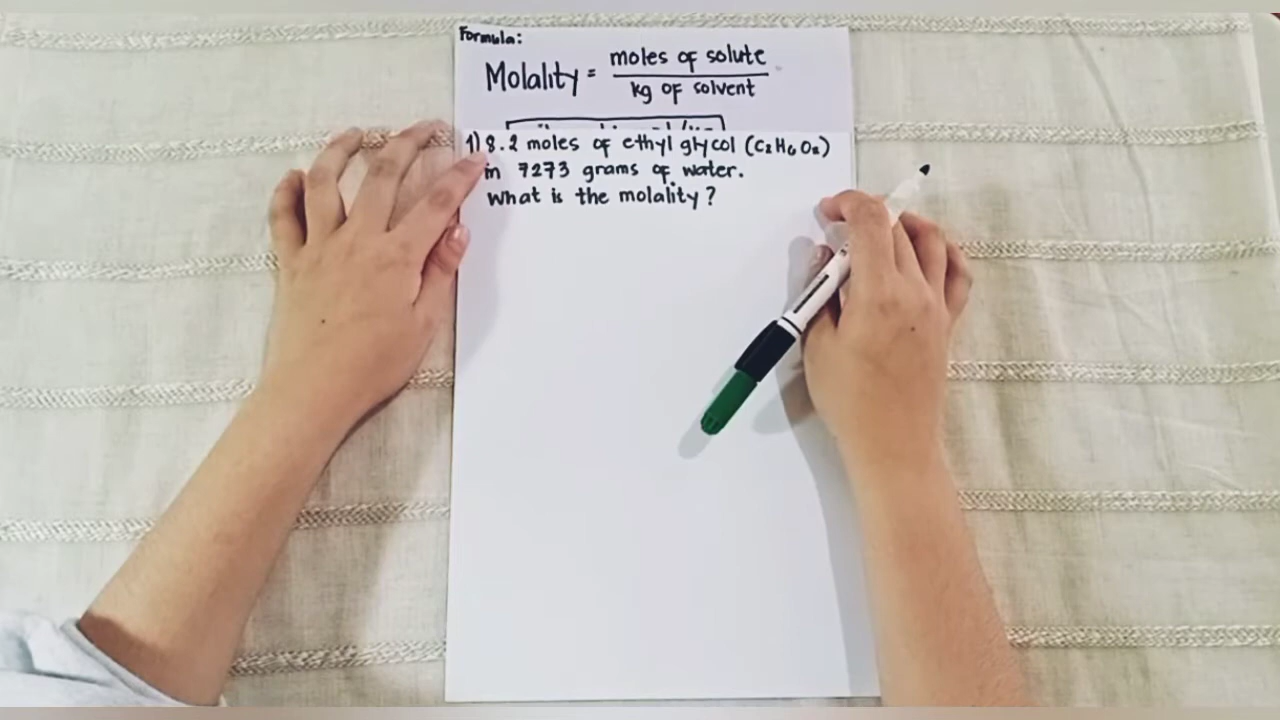 Formula:
Molality = moles of solute
kg of solvent
1) 8.2 moles of ethyl glycol (C₂H₆O₂)
in 7273 grams of water.
What is the molality?